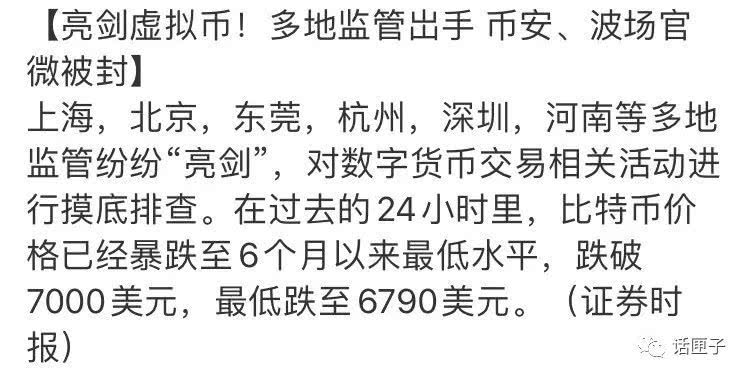 【亮剑虚拟币！多地监管出手 币安、波场官
微被封】
上海，北京，东莞，杭州，深圳，河南等多地
监管纷纷“亮剑”，对数字货币交易相关活动进
行摸底排查。在过去的24小时里，比特币价
格已经暴跌至6个月以来最低水平，跌破
7000美元，最低跌至6790美元。（证券时
报）
话匣子